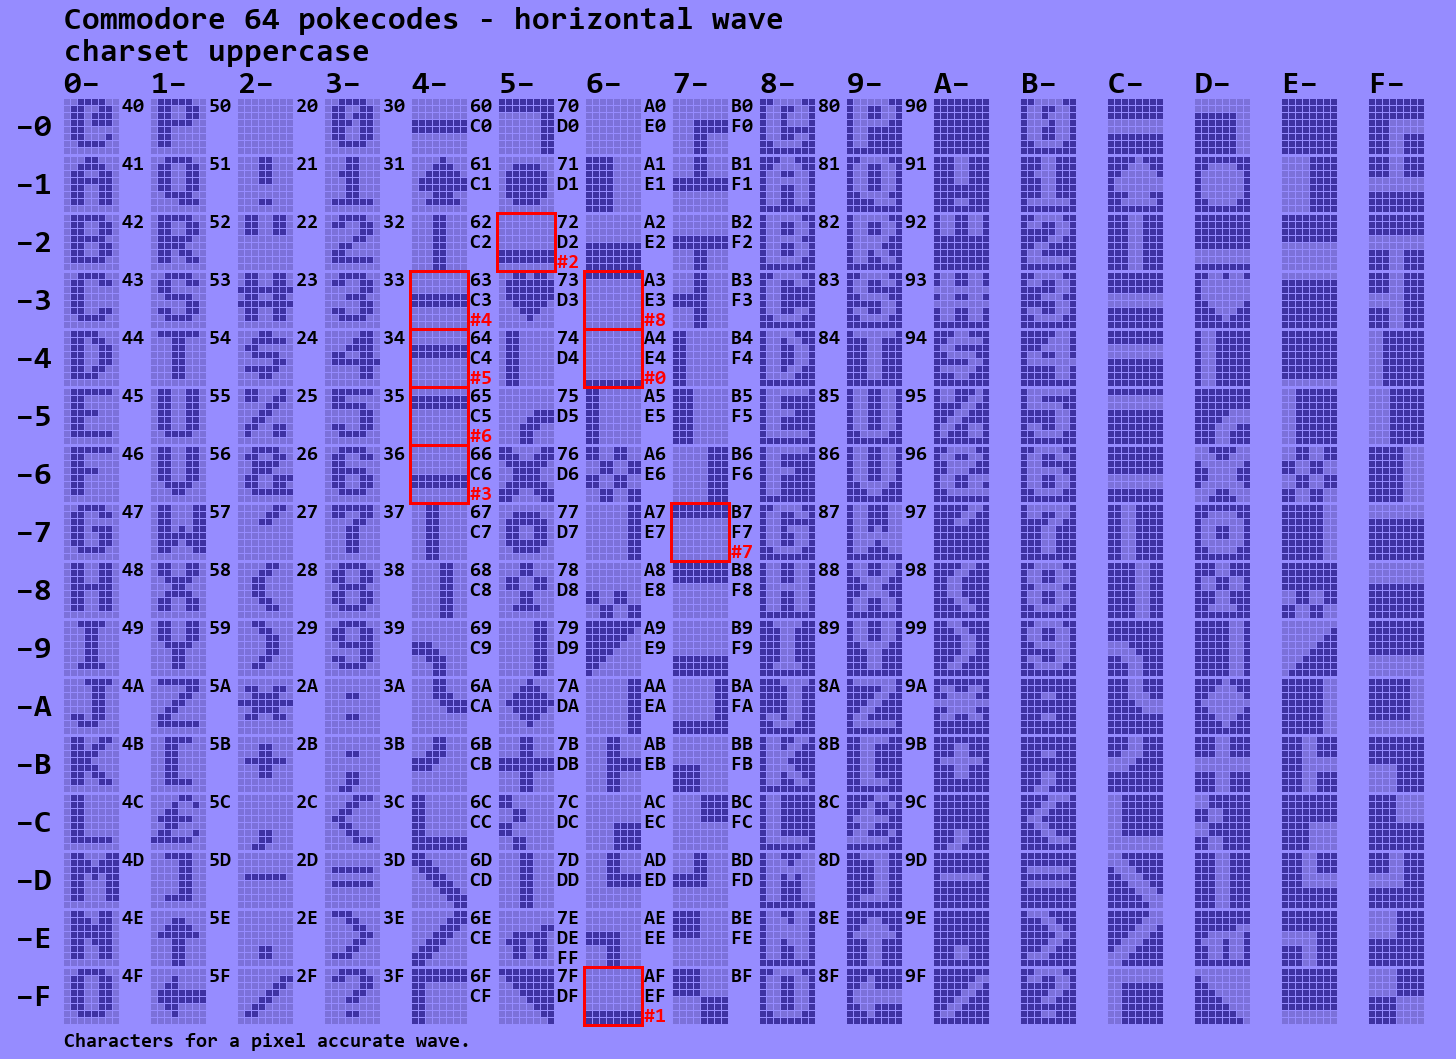 Commodore 64 pokecodes - horizontal wave
charset uppercase
0- 1- 2- 3- 4- 5- 6- 7- 8- 9- A- B- C- D- E- F-
40 50 20 30 60 70 A0 B0 80 90
-0 C0 D0 E0 F0
41 51 21 31 61 71 A1 B1 81 91
-1 C1 D1 E1 F1
42 52 22 32 62 72 A2 B2 82 92
-2 C2 D2 E2 F2
#2
43 53 23 33 63 73 A3 B3 83 93
-3 C3 D3 E3 F3
#4 #8
44 54 24 34 64 74 A4 B4 84 94
-4 C4 D4 E4 F4
#5 #0
45 55 25 35 65 75 A5 B5 85 95
-5 C5 D5 E5 F5
#6
46 56 26 36 66 76 A6 B6 86 96
-6 C6 D6 E6 F6
#3
47 57 27 37 67 77 A7 B7 87 97
-7 C7 D7 E7 F7
#7
48 58 28 38 68 78 A8 B8 88 98
-8 C8 D8 E8 F8
49 59 29 39 69 79 A9 B9 89 99
-9 C9 D9 E9 F9
4A 5A 2A 3A 6A 7A AA BA 8A 9A
-A CA DA EA FA
4B 5B 2B 3B 6B 7B AB BB 8B 9B
-B CB DB EB FB
4C 5C 2C 3C 6C 7C AC BC 8C 9C
-C CC DC EC FC
4D 5D 2D 3D 6D 7D AD BD 8D 9D
-D CD DD ED FD
4E 5E 2E 3E 6E 7E AE BE 8E 9E
-E CE DE EE FE
FF
4F 5F 2F 3F 6F 7F AF BF 8F 9F
-F CF DF EF
#1
Characters for a pixel accurate wave.